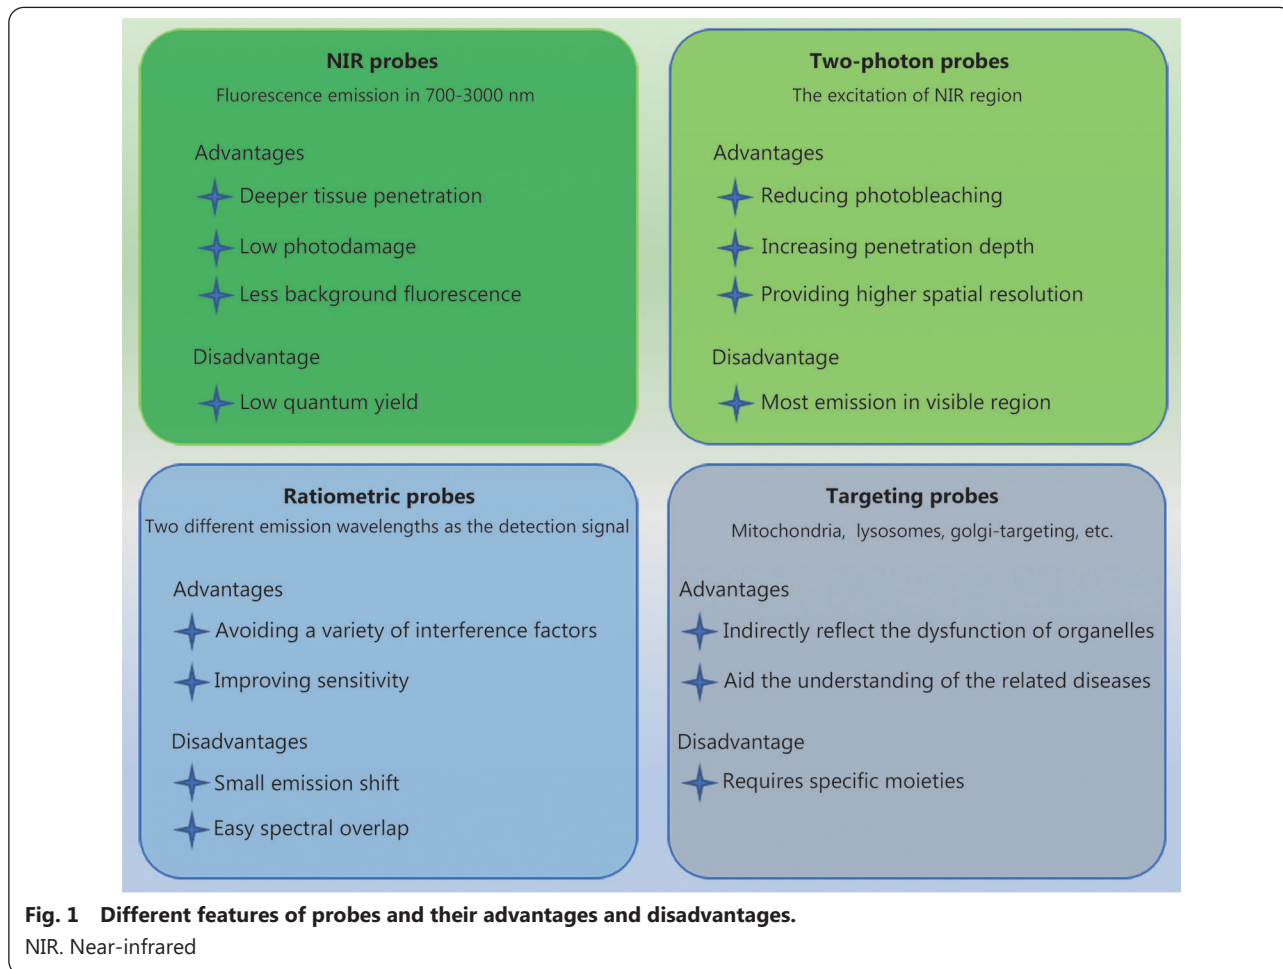 NIR probes
Fluorescence emission in 700-3000 nm
Advantages
Deeper tissue penetration
Low photodamage
Less background fluorescence
Disadvantage
Low quantum yield
Two-photon probes
The excitation of NIR region
Advantages
Reducing photobleaching
Increasing penetration depth
Providing higher spatial resolution
Disadvantage
Most emission in visible region
Ratiometric probes
Two different emission wavelengths as the detection signal
Advantages
Avoiding a variety of interference factors
Improving sensitivity
Disadvantages
Small emission shift
Easy spectral overlap
Targeting probes
Mitochondria, lysosomes, golgi-targeting, etc.
Advantages
Indirectly reflect the dysfunction of organelles
Aid the understanding of the related diseases
Disadvantage
Requires specific moieties
Fig. 1 Different features of probes and their advantages and disadvantages.
NIR. Near-infrared